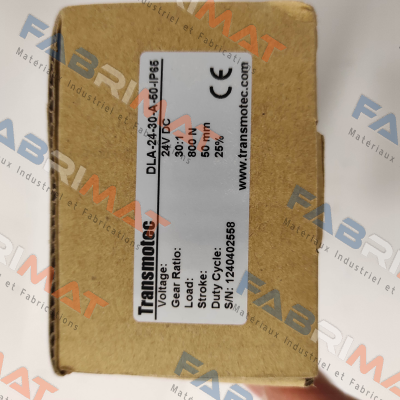 Transmotec
DLA-24-30-A-50-IP65
Voltage: 24V DC
Gear Ratio: 30:1
Load: 800 N
Stroke: 50 mm
Duty Cycle: 25%
S/N: 1240402558
www.transmotec.com
CE
FABRIMAT
Materiaux Industriel et Fabrications